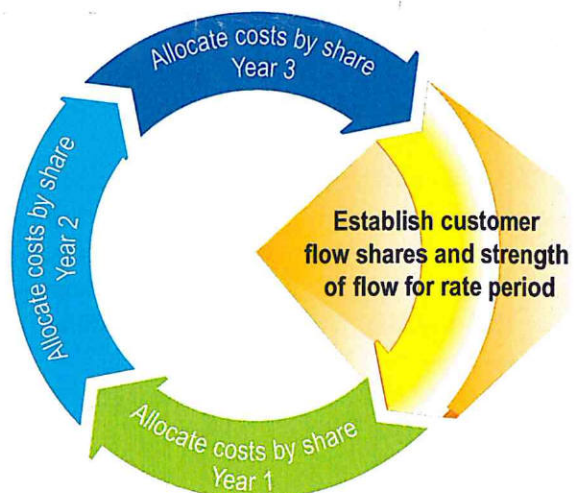 Allocate costs by share
Year 3
Establish customer
flow shares and strength
of flow for rate period
Allocate costs by share
Year 2
Allocate costs by share
Year 1